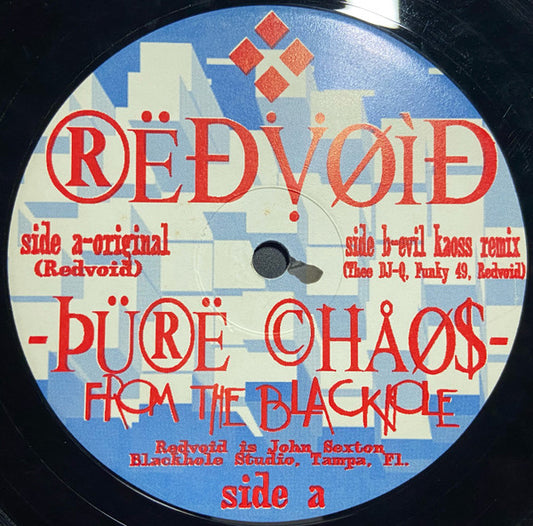 ®ËÐṾØÌÐ
side a-original
(Redvoid)
side b-evil kaoss remix
(Thee DJ-Q, Funky 49, Redvoid)
-ÞÜ®Ë ©HÅØ$-
FROM THE BLACKHOLE
Redvoid is John Sexton
Blackhole Studio, Tampa, Fl.
side a